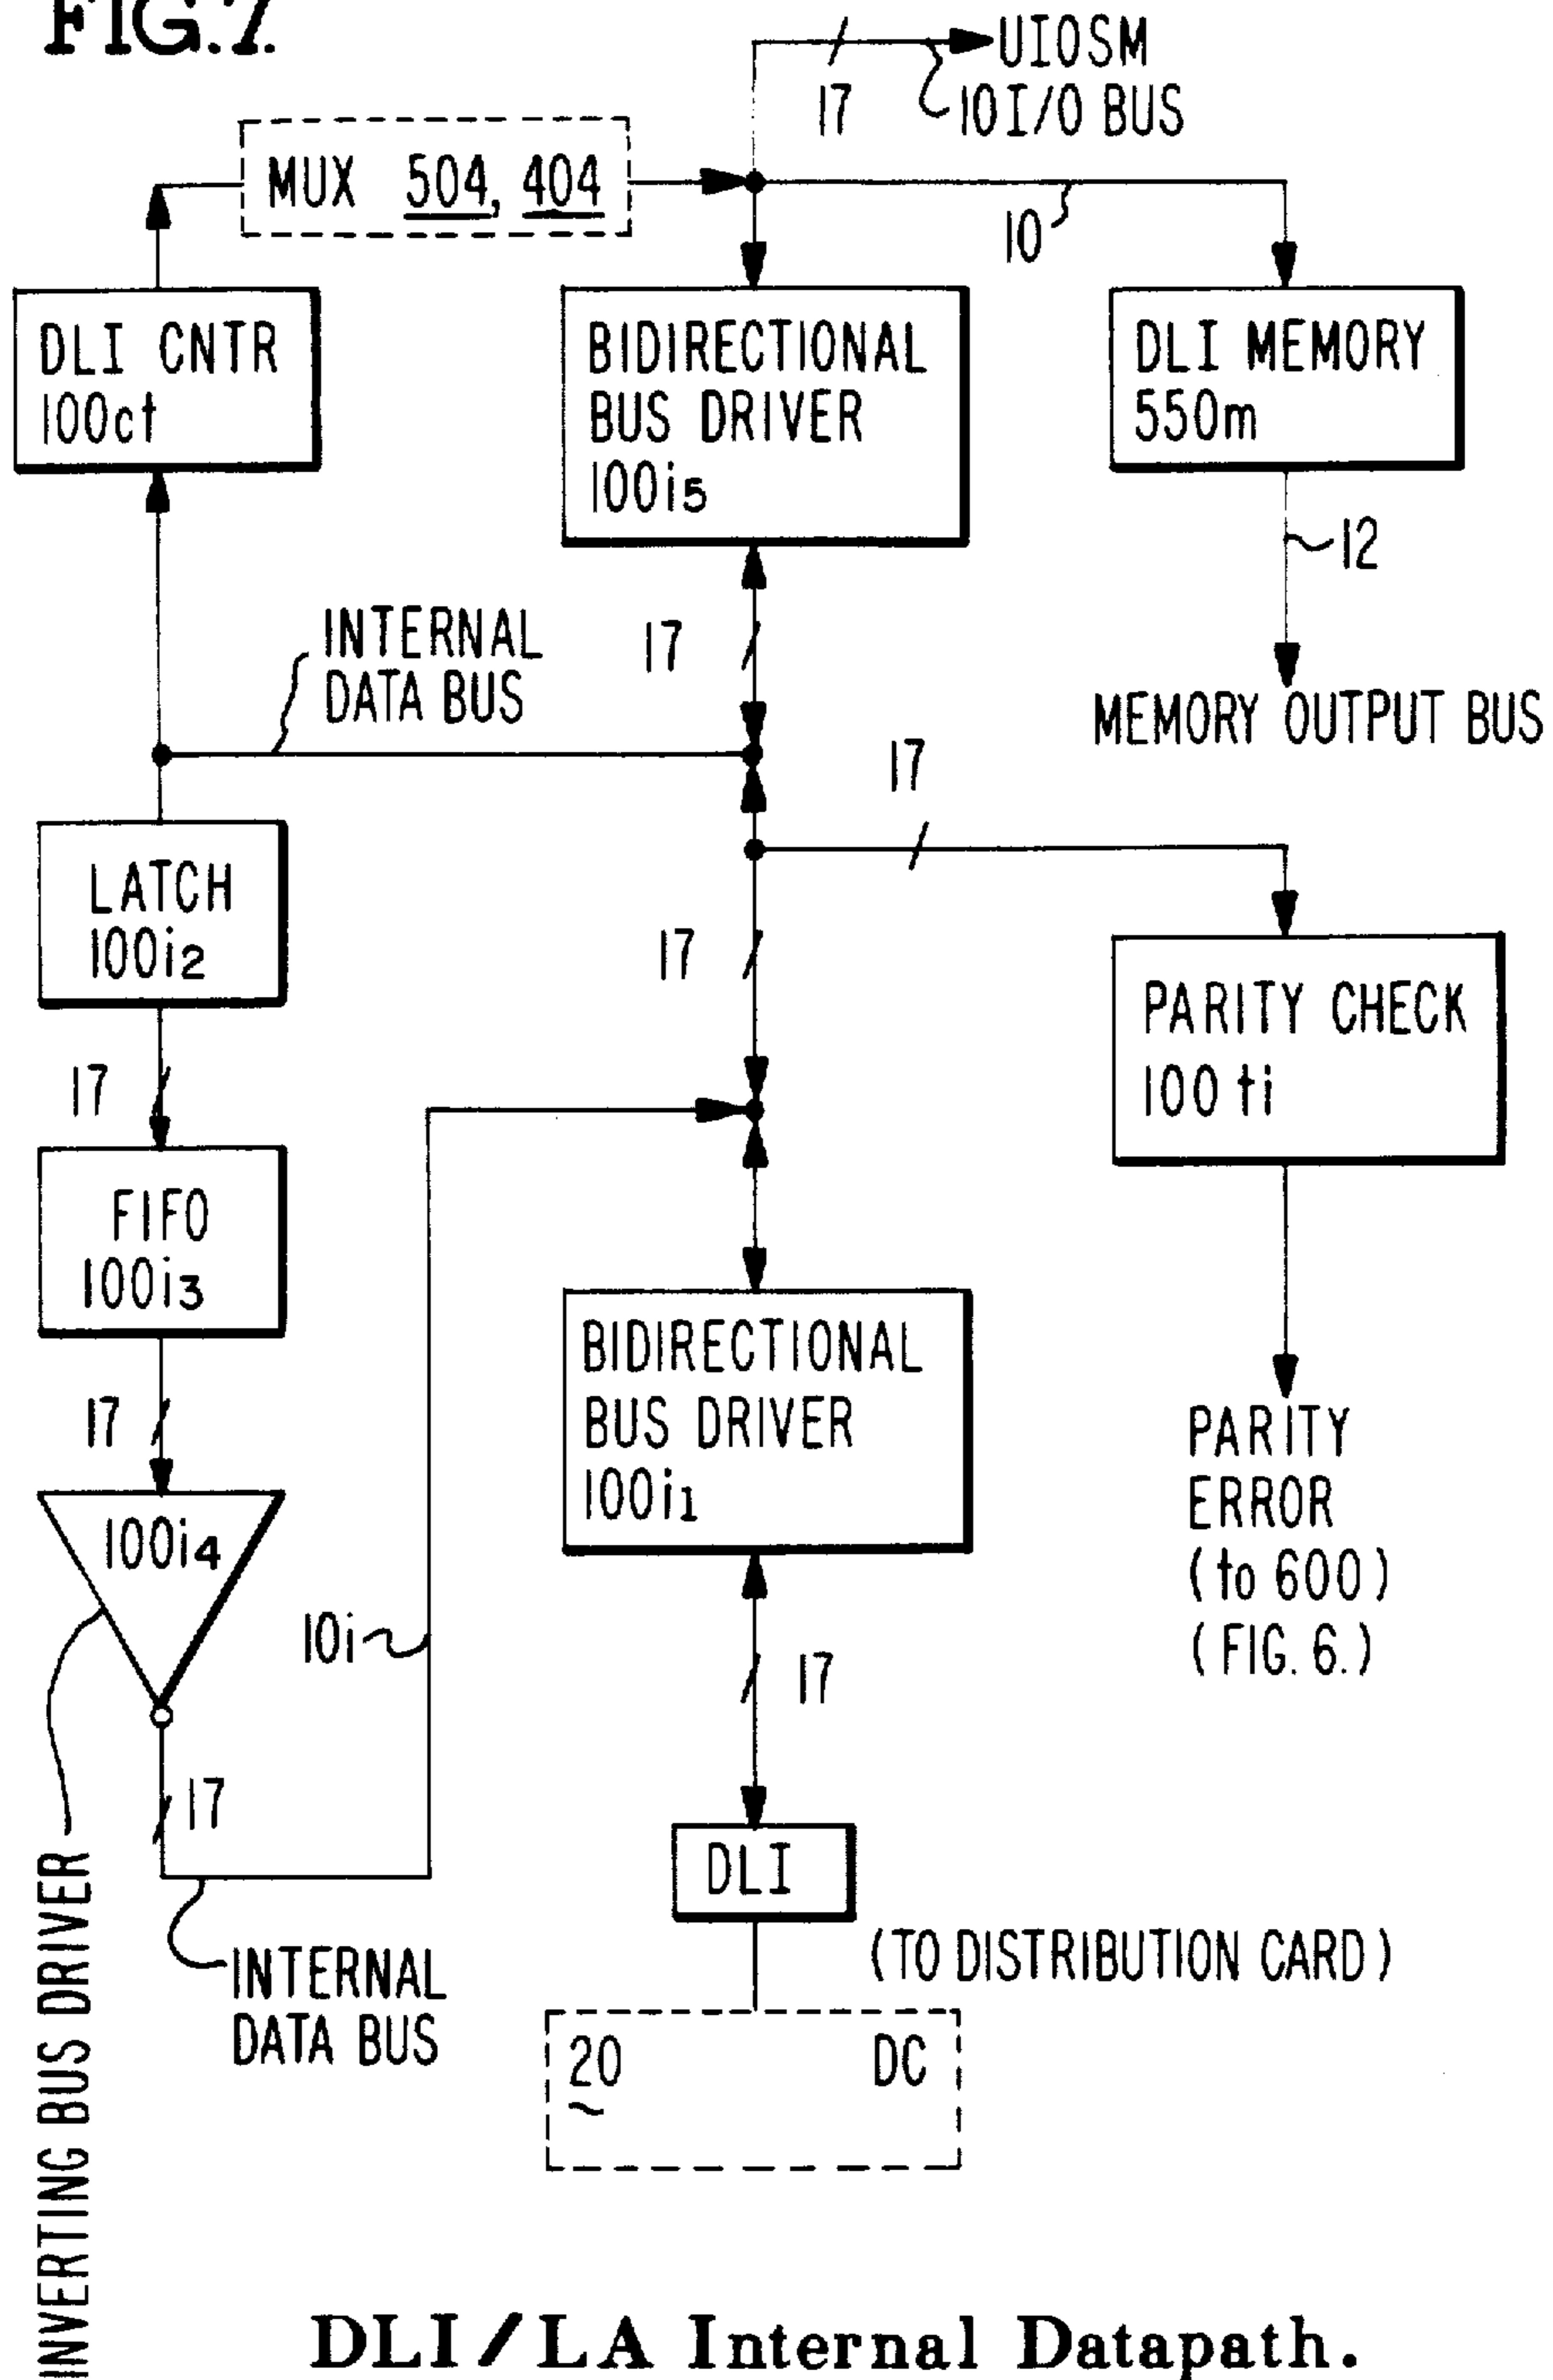 FIG.7.
UIOSM
17
10 I/O BUS
MUX 504, 404
10
DLI CNTR
100ct
BIDIRECTIONAL
BUS DRIVER
100i5
DLI MEMORY
550m
12
INTERNAL
DATA BUS
17
MEMORY OUTPUT BUS
17
LATCH
100i2
17
PARITY CHECK
100ti
17
FIFO
100i3
BIDIRECTIONAL
BUS DRIVER
100i1
17
PARITY
ERROR
(to 600)
(FIG. 6.)
100i4
10i
17
17
DLI
INVERTING BUS DRIVER
(TO DISTRIBUTION CARD)
INTERNAL
DATA BUS
20 DC
DLI/LA Internal Datapath.